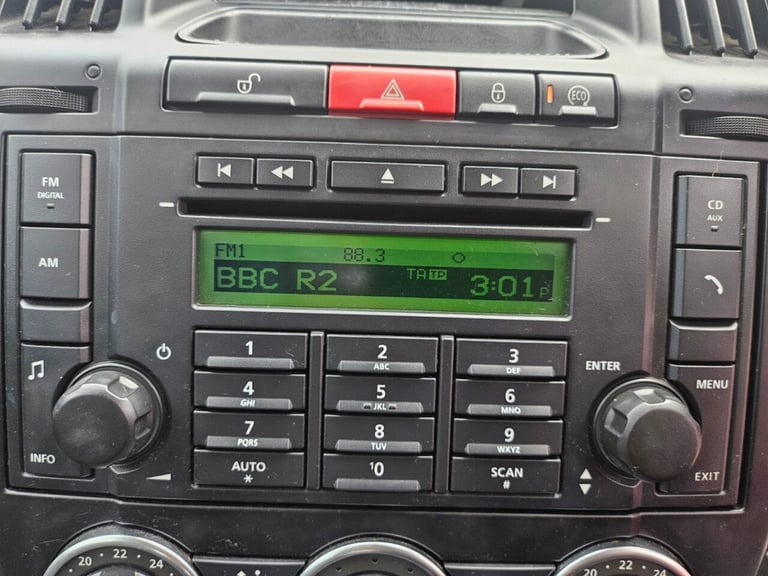 ECO
FM
DIGITAL
CD
AUX
AM
FM1 88.3
BBC R2 TA TP 3:01P
1
2 ABC
3 DEF
4 GHI
5 JKL
6 MNO
7 PQRS
8 TUV
9 WXYZ
AUTO *
10
SCAN #
ENTER
MENU
INFO
EXIT
20 · 22 · 24
20 · 22 · 24